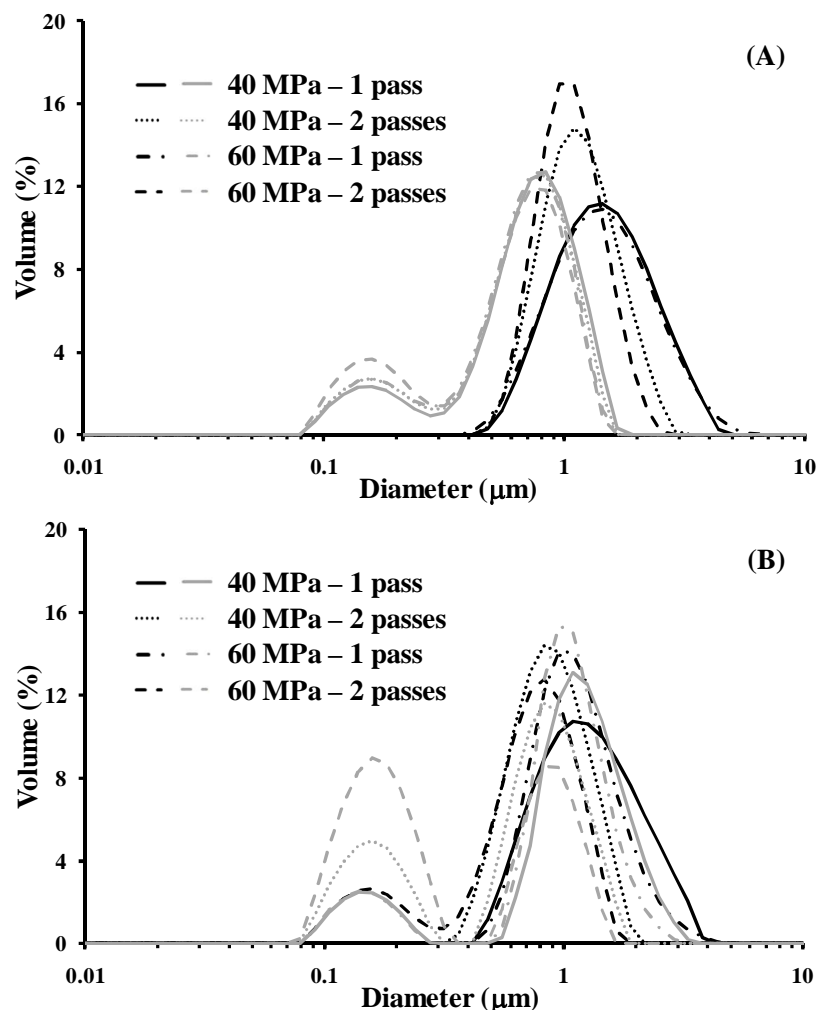 20
16
12
8
4
0
Volume (%)
(A)
40 MPa – 1 pass
40 MPa – 2 passes
60 MPa – 1 pass
60 MPa – 2 passes
0.01 0.1 1 10
Diameter (μm)
20
16
12
8
4
0
Volume (%)
(B)
40 MPa – 1 pass
40 MPa – 2 passes
60 MPa – 1 pass
60 MPa – 2 passes
0.01 0.1 1 10
Diameter (μm)